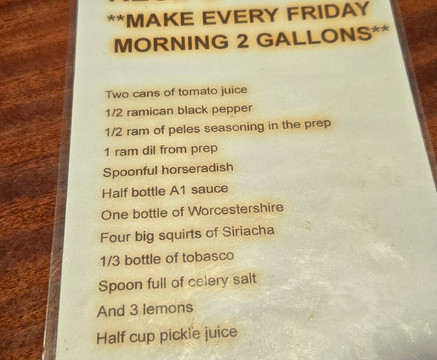 **MAKE EVERY FRIDAY
MORNING 2 GALLONS**
Two cans of tomato juice
1/2 ramican black pepper
1/2 ram of peles seasoning in the prep
1 ram dil from prep
Spoonful horseradish
Half bottle A1 sauce
One bottle of Worcestershire
Four big squirts of Siriacha
1/3 bottle of tobasco
Spoon full of celery salt
And 3 lemons
Half cup pickle juice